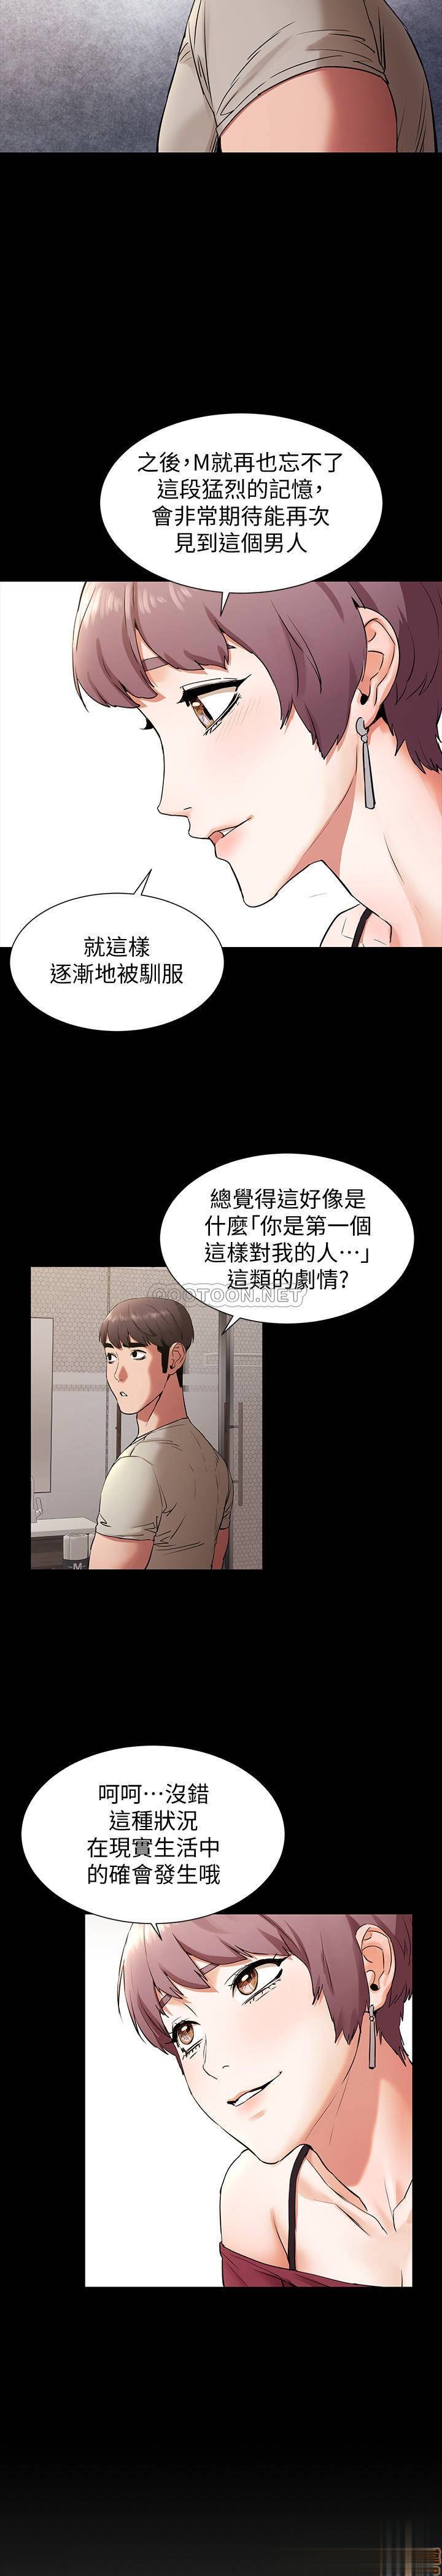 之後,M就再也忘不了
這段猛烈的記憶,
會非常期待能再次
見到這個男人
就這樣
逐漸地被馴服
總覺得這好像是
什麼「你是第一個
這樣對我的人⋯」
這類的劇情?
TOON.NET
-M-
呵呵⋯沒錯
這種狀況
在現實生活中
的確會發生哦